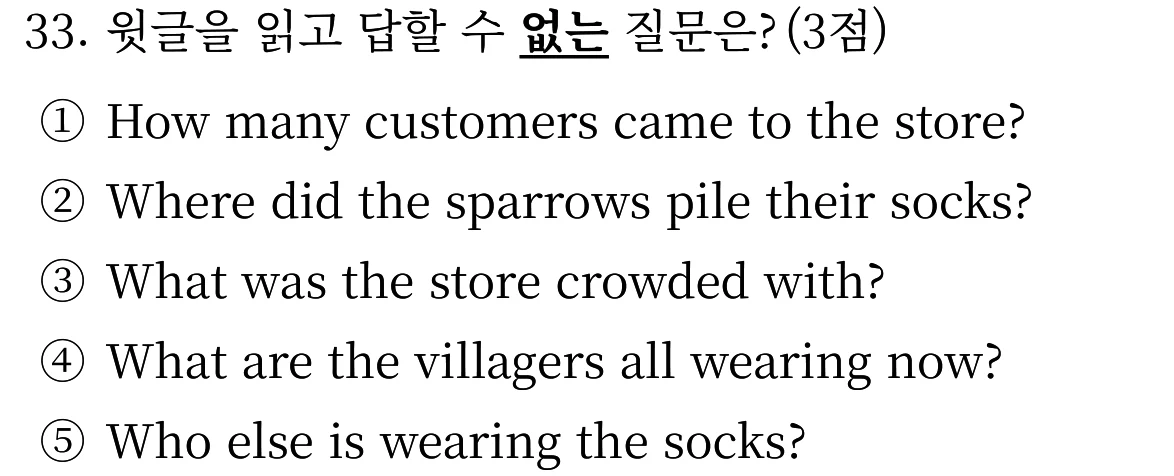 33. 윗글을 읽고 답할 수 없는 질문은? (3점)
① How many customers came to the store?
② Where did the sparrows pile their socks?
③ What was the store crowded with?
④ What are the villagers all wearing now?
⑤ Who else is wearing the socks?